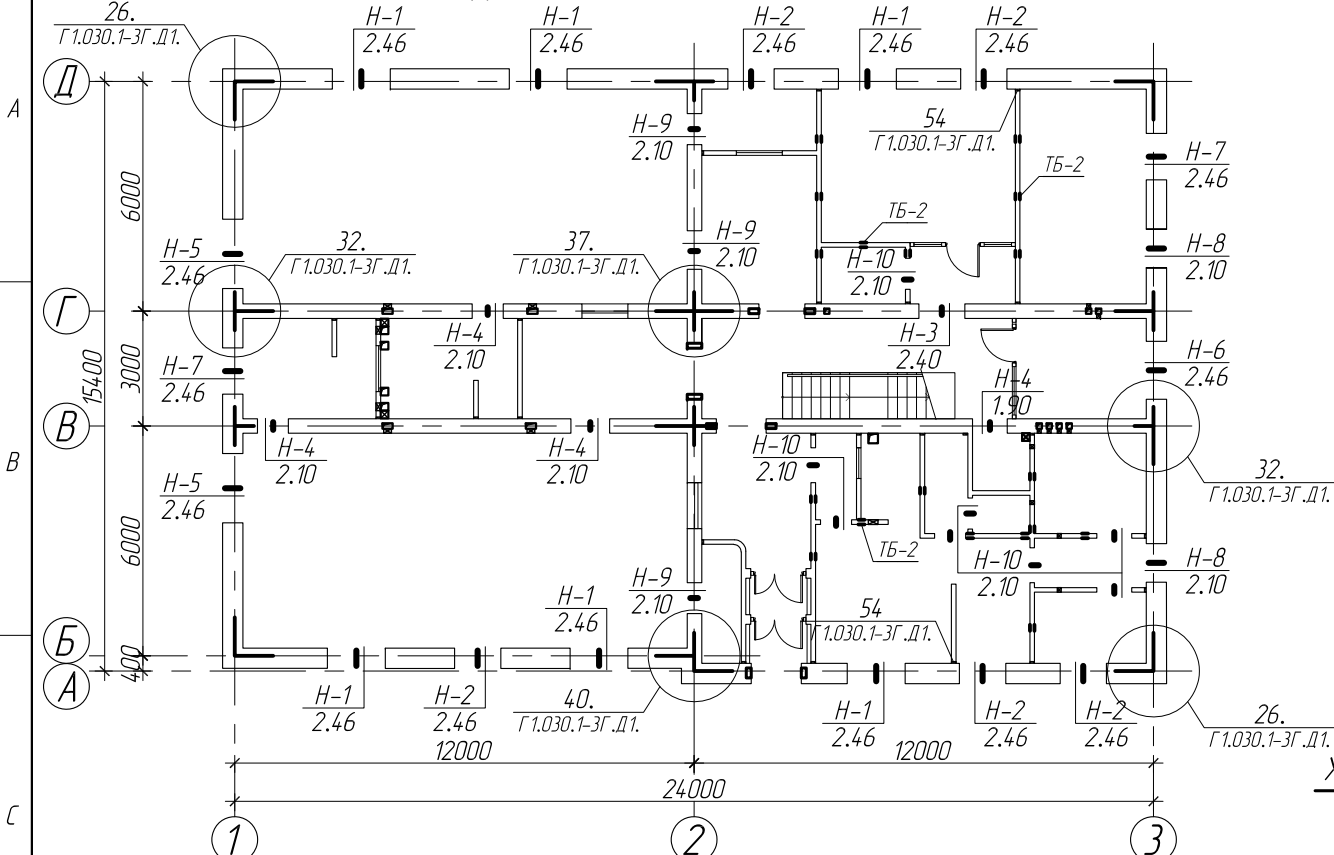 26.
Г1.030.1-3Г.Д1.
Н-1
2.46
Н-1
2.46
Н-2
2.46
Н-1
2.46
Н-2
2.46
А
Д
54
Г1.030.1-3Г.Д1.
Н-9
2.10
Н-7
2.46
ТБ-2
6000
ТБ-2
Н-5
2.46
32.
Г1.030.1-3Г.Д1.
37.
Г1.030.1-3Г.Д1.
Н-9
2.10
Н-10
2.10
Н-8
2.10
Г
Н-4
2.10
Н-3
2.40
15400
3000
Н-7
2.46
Н-6
2.46
Н-4
1.90
В
В
Н-4
2.10
Н-4
2.10
Н-10
2.10
32.
Г1.030.1-3Г.Д1.
Н-5
2.46
6000
ТБ-2
Н-9
2.10
Н-10
2.10
Н-8
2.10
Н-1
2.46
54
Г1.030.1-3Г.Д1.
Б
400
А
Н-1
2.46
Н-2
2.46
40.
Г1.030.1-3Г.Д1.
Н-1
2.46
Н-2
2.46
Н-2
2.46
26.
Г1.030.1-3Г.Д1.
12000
12000
24000
С
1
2
3